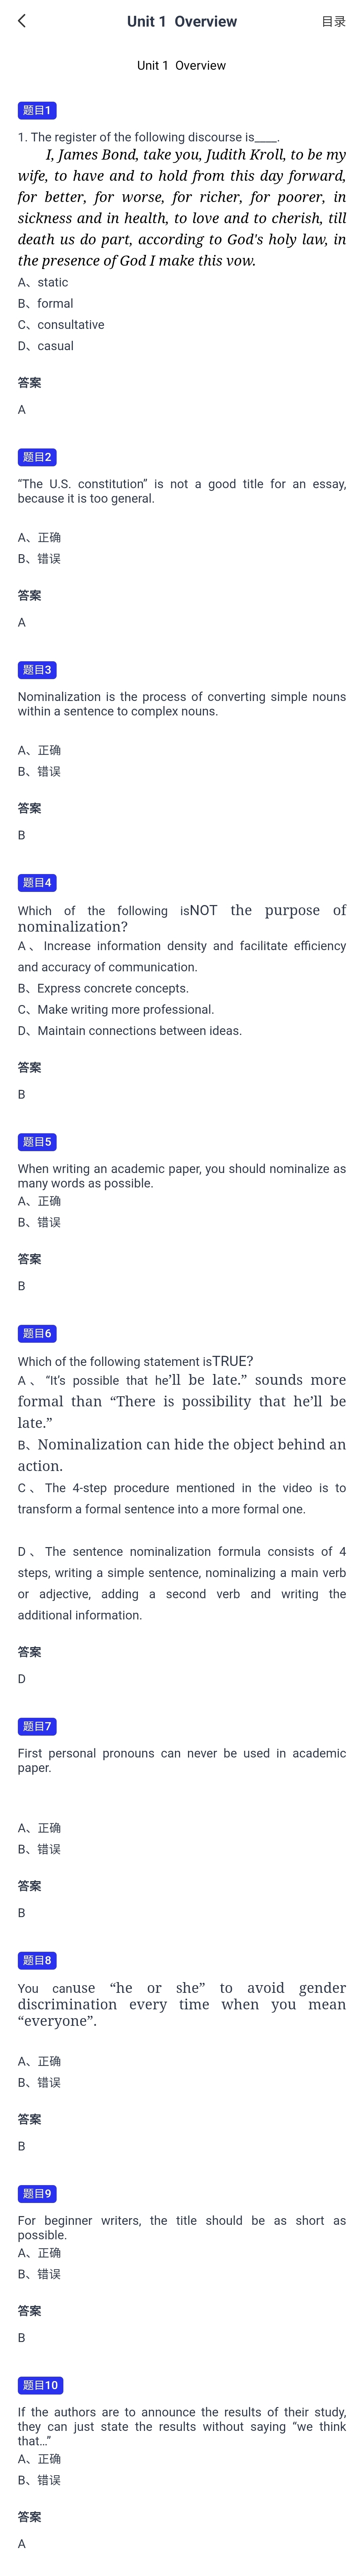 Unit 1  Overview
目录
Unit 1  Overview
题目1
1. The register of the following discourse is____.
I, James Bond, take you, Judith Kroll, to be my
wife, to have and to hold from this day forward,
for better, for worse, for richer, for poorer, in
sickness and in health, to love and to cherish, till
death us do part, according to God's holy law, in
the presence of God I make this vow.
A、static
B、formal
C、consultative
D、casual
答案
A
题目2
“The U.S. constitution” is not a good title for an essay,
because it is too general.
A、正确
B、错误
答案
A
题目3
Nominalization is the process of converting simple nouns
within a sentence to complex nouns.
A、正确
B、错误
答案
B
题目4
Which of the following isNOT the purpose of
nominalization?
A、Increase information density and facilitate efficiency
and accuracy of communication.
B、Express concrete concepts.
C、Make writing more professional.
D、Maintain connections between ideas.
答案
B
题目5
When writing an academic paper, you should nominalize as
many words as possible.
A、正确
B、错误
答案
B
题目6
Which of the following statement isTRUE?
A、“It’s possible that he’ll be late.” sounds more
formal than “There is possibility that he’ll be
late.”
B、Nominalization can hide the object behind an
action.
C、The 4-step procedure mentioned in the video is to
transform a formal sentence into a more formal one.
D、The sentence nominalization formula consists of 4
steps, writing a simple sentence, nominalizing a main verb
or adjective, adding a second verb and writing the
additional information.
答案
D
题目7
First personal pronouns can never be used in academic
paper.
A、正确
B、错误
答案
B
题目8
You canuse “he or she” to avoid gender
discrimination every time when you mean
“everyone”.
A、正确
B、错误
答案
B
题目9
For beginner writers, the title should be as short as
possible.
A、正确
B、错误
答案
B
题目10
If the authors are to announce the results of their study,
they can just state the results without saying “we think
that…”
A、正确
B、错误
答案
A